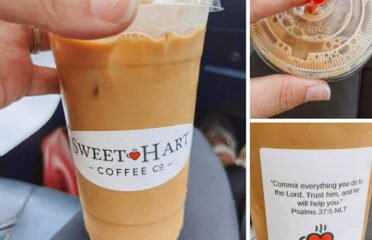 SWEET HART
- COFFEE CO -
"Commit everything you do to
the Lord. Trust him, and he
will help you."
Psalms 37:5 NLT